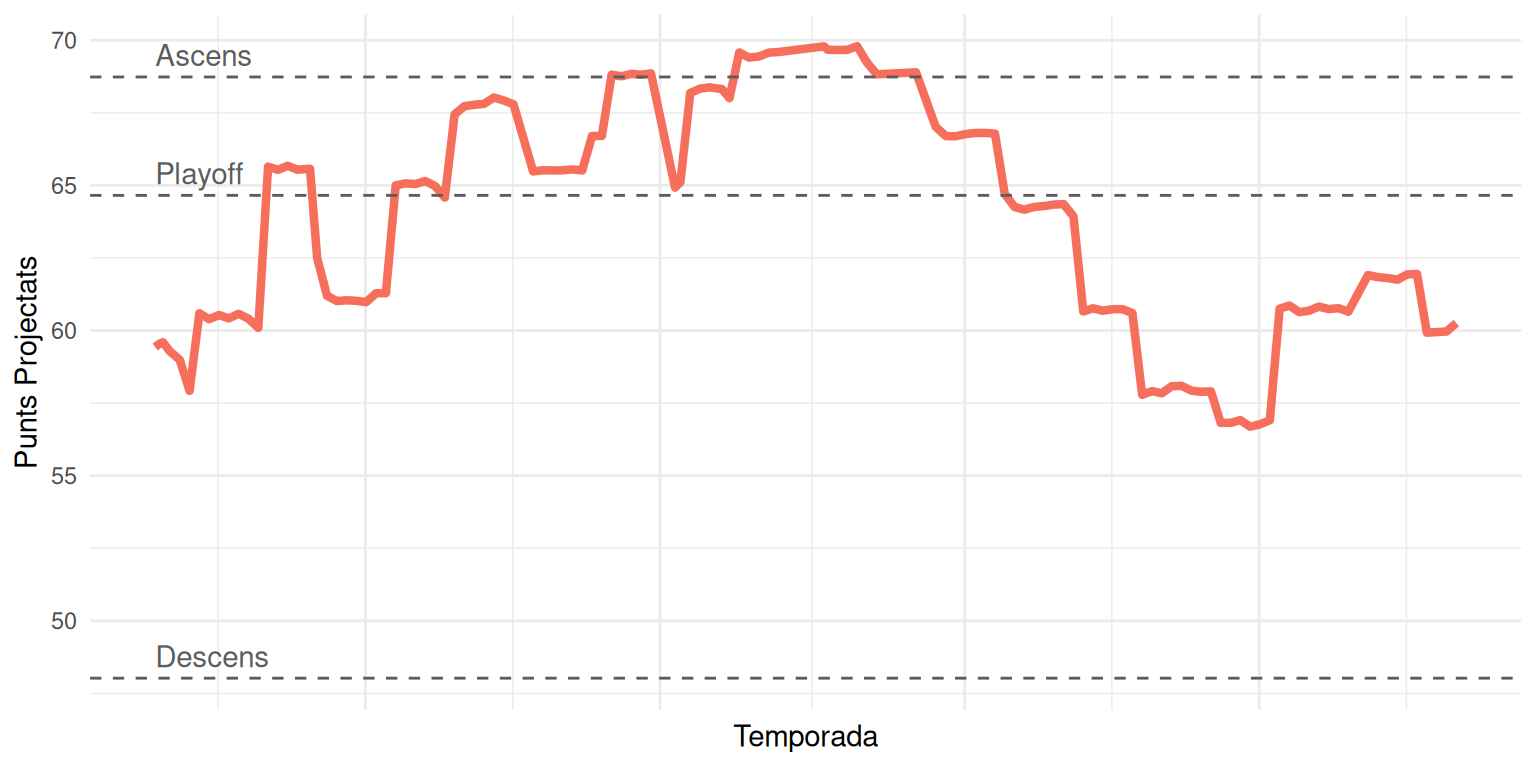 70
Ascens
Playoff
65
60
55
50
Descens
Punts Projectats
Temporada